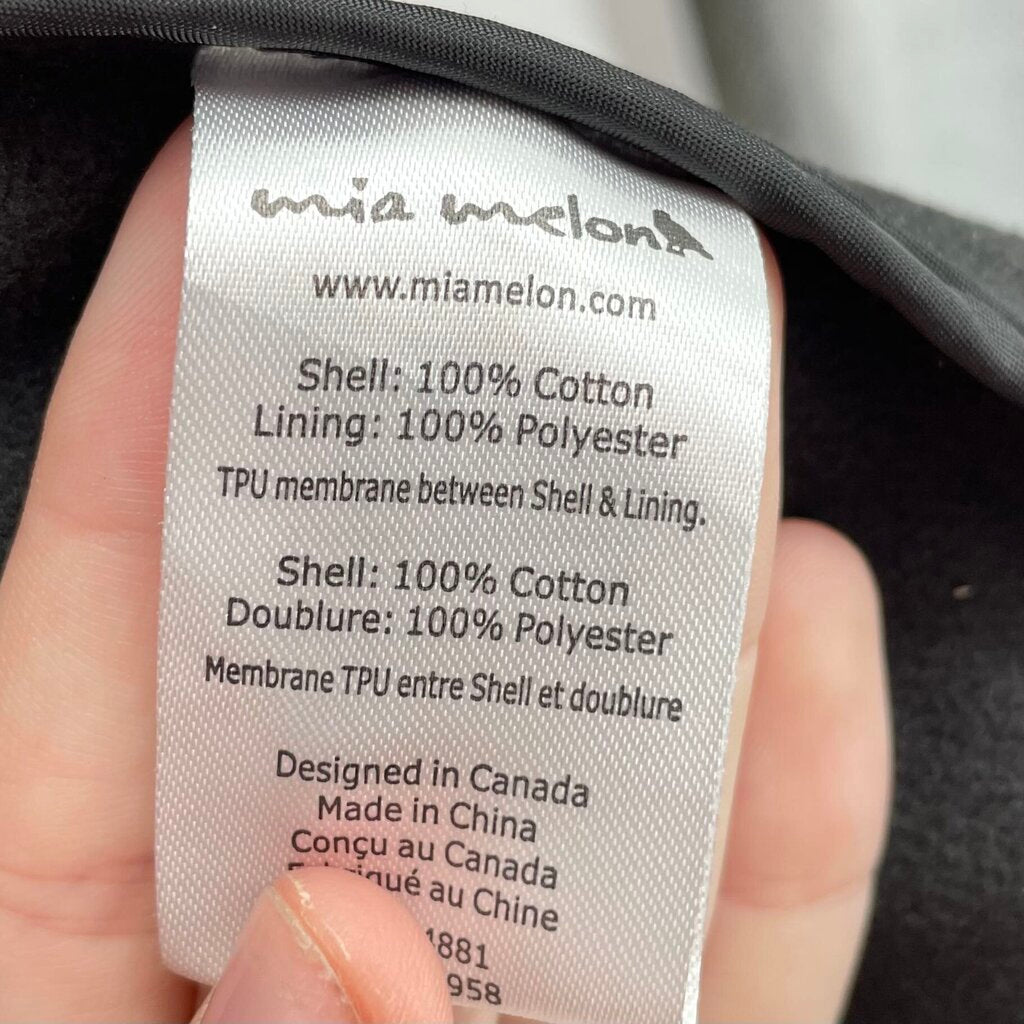 mia melon
www.miamelon.com
Shell: 100% Cotton
Lining: 100% Polyester
TPU membrane between Shell & Lining.
Shell: 100% Cotton
Doublure: 100% Polyester
Membrane TPU entre Shell et doublure
Designed in Canada
Made in China
Conçu au Canada
au Chine